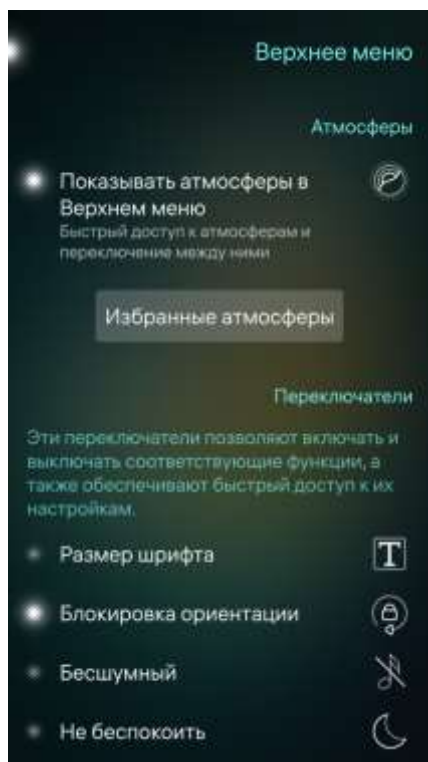 Верхнее меню
Атмосферы
Показывать атмосферы в
Верхнем меню
Быстрый доступ к атмосферам и
переключение между ними
Избранные атмосферы
Переключатели
Эти переключатели позволяют включать и
выключать соответствующие функции, а
также обеспечивают быстрый доступ к их
настройкам.
Размер шрифта
T
Блокировка ориентации
Бесшумный
Не беспокоить